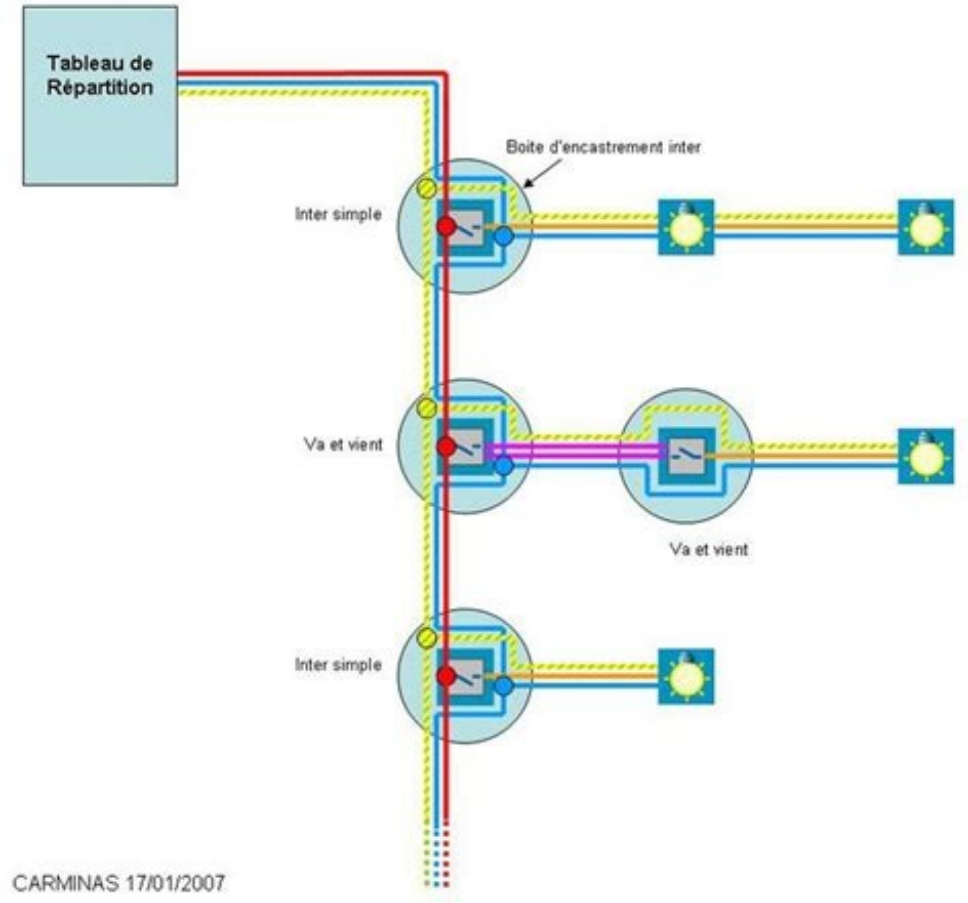 Tableau de
Répartition
Boite d'encastrement inter
Inter simple
Va et vient
Va et vient
Inter simple
CARMINAS 17/01/2007